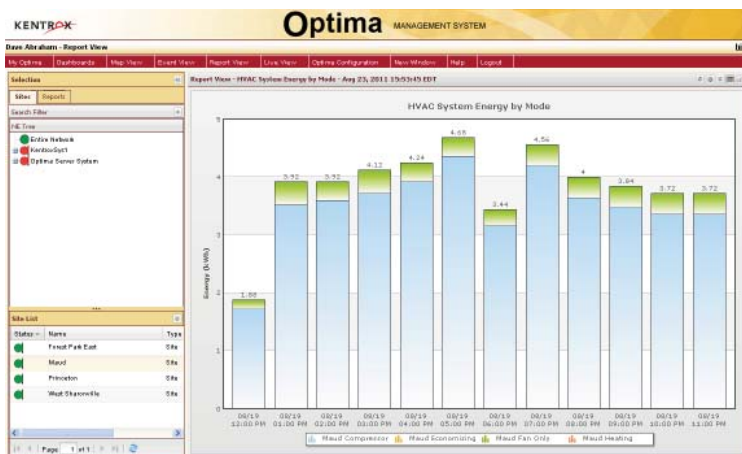 KENTROX
Optima MANAGEMENT SYSTEM
Dave Abraham - Report View
My Optima Dashboards Map View Event View Report View Live View Optima Configuration New Window Help Logout
Selection
Report View - HVAC System Energy by Mode - Aug 23, 2011 15:53:45 EDT
Sites Reports
Search Filter
NE Tree
Entire Network
KentroxSys1
Optima Server System
HVAC System Energy by Mode
Energy (kWh)
5
4
3
2
1
0
1.88 3.92 3.92 4.12 4.24 4.68 3.44 4.56 4 3.84 3.72 3.72
08/19 08/19 08/19 08/19 08/19 08/19 08/19 08/19 08/19 08/19 08/19 08/19
12:00 PM 01:00 PM 02:00 PM 03:00 PM 04:00 PM 05:00 PM 06:00 PM 07:00 PM 08:00 PM 09:00 PM 10:00 PM 11:00 PM
Maud Compressor Maud Economizing Maud Fan Only Maud Heating
Site List
Status Name Type
Forest Park East Site
Maud Site
Princeton Site
West Sharonville Site
Page 1 of 1